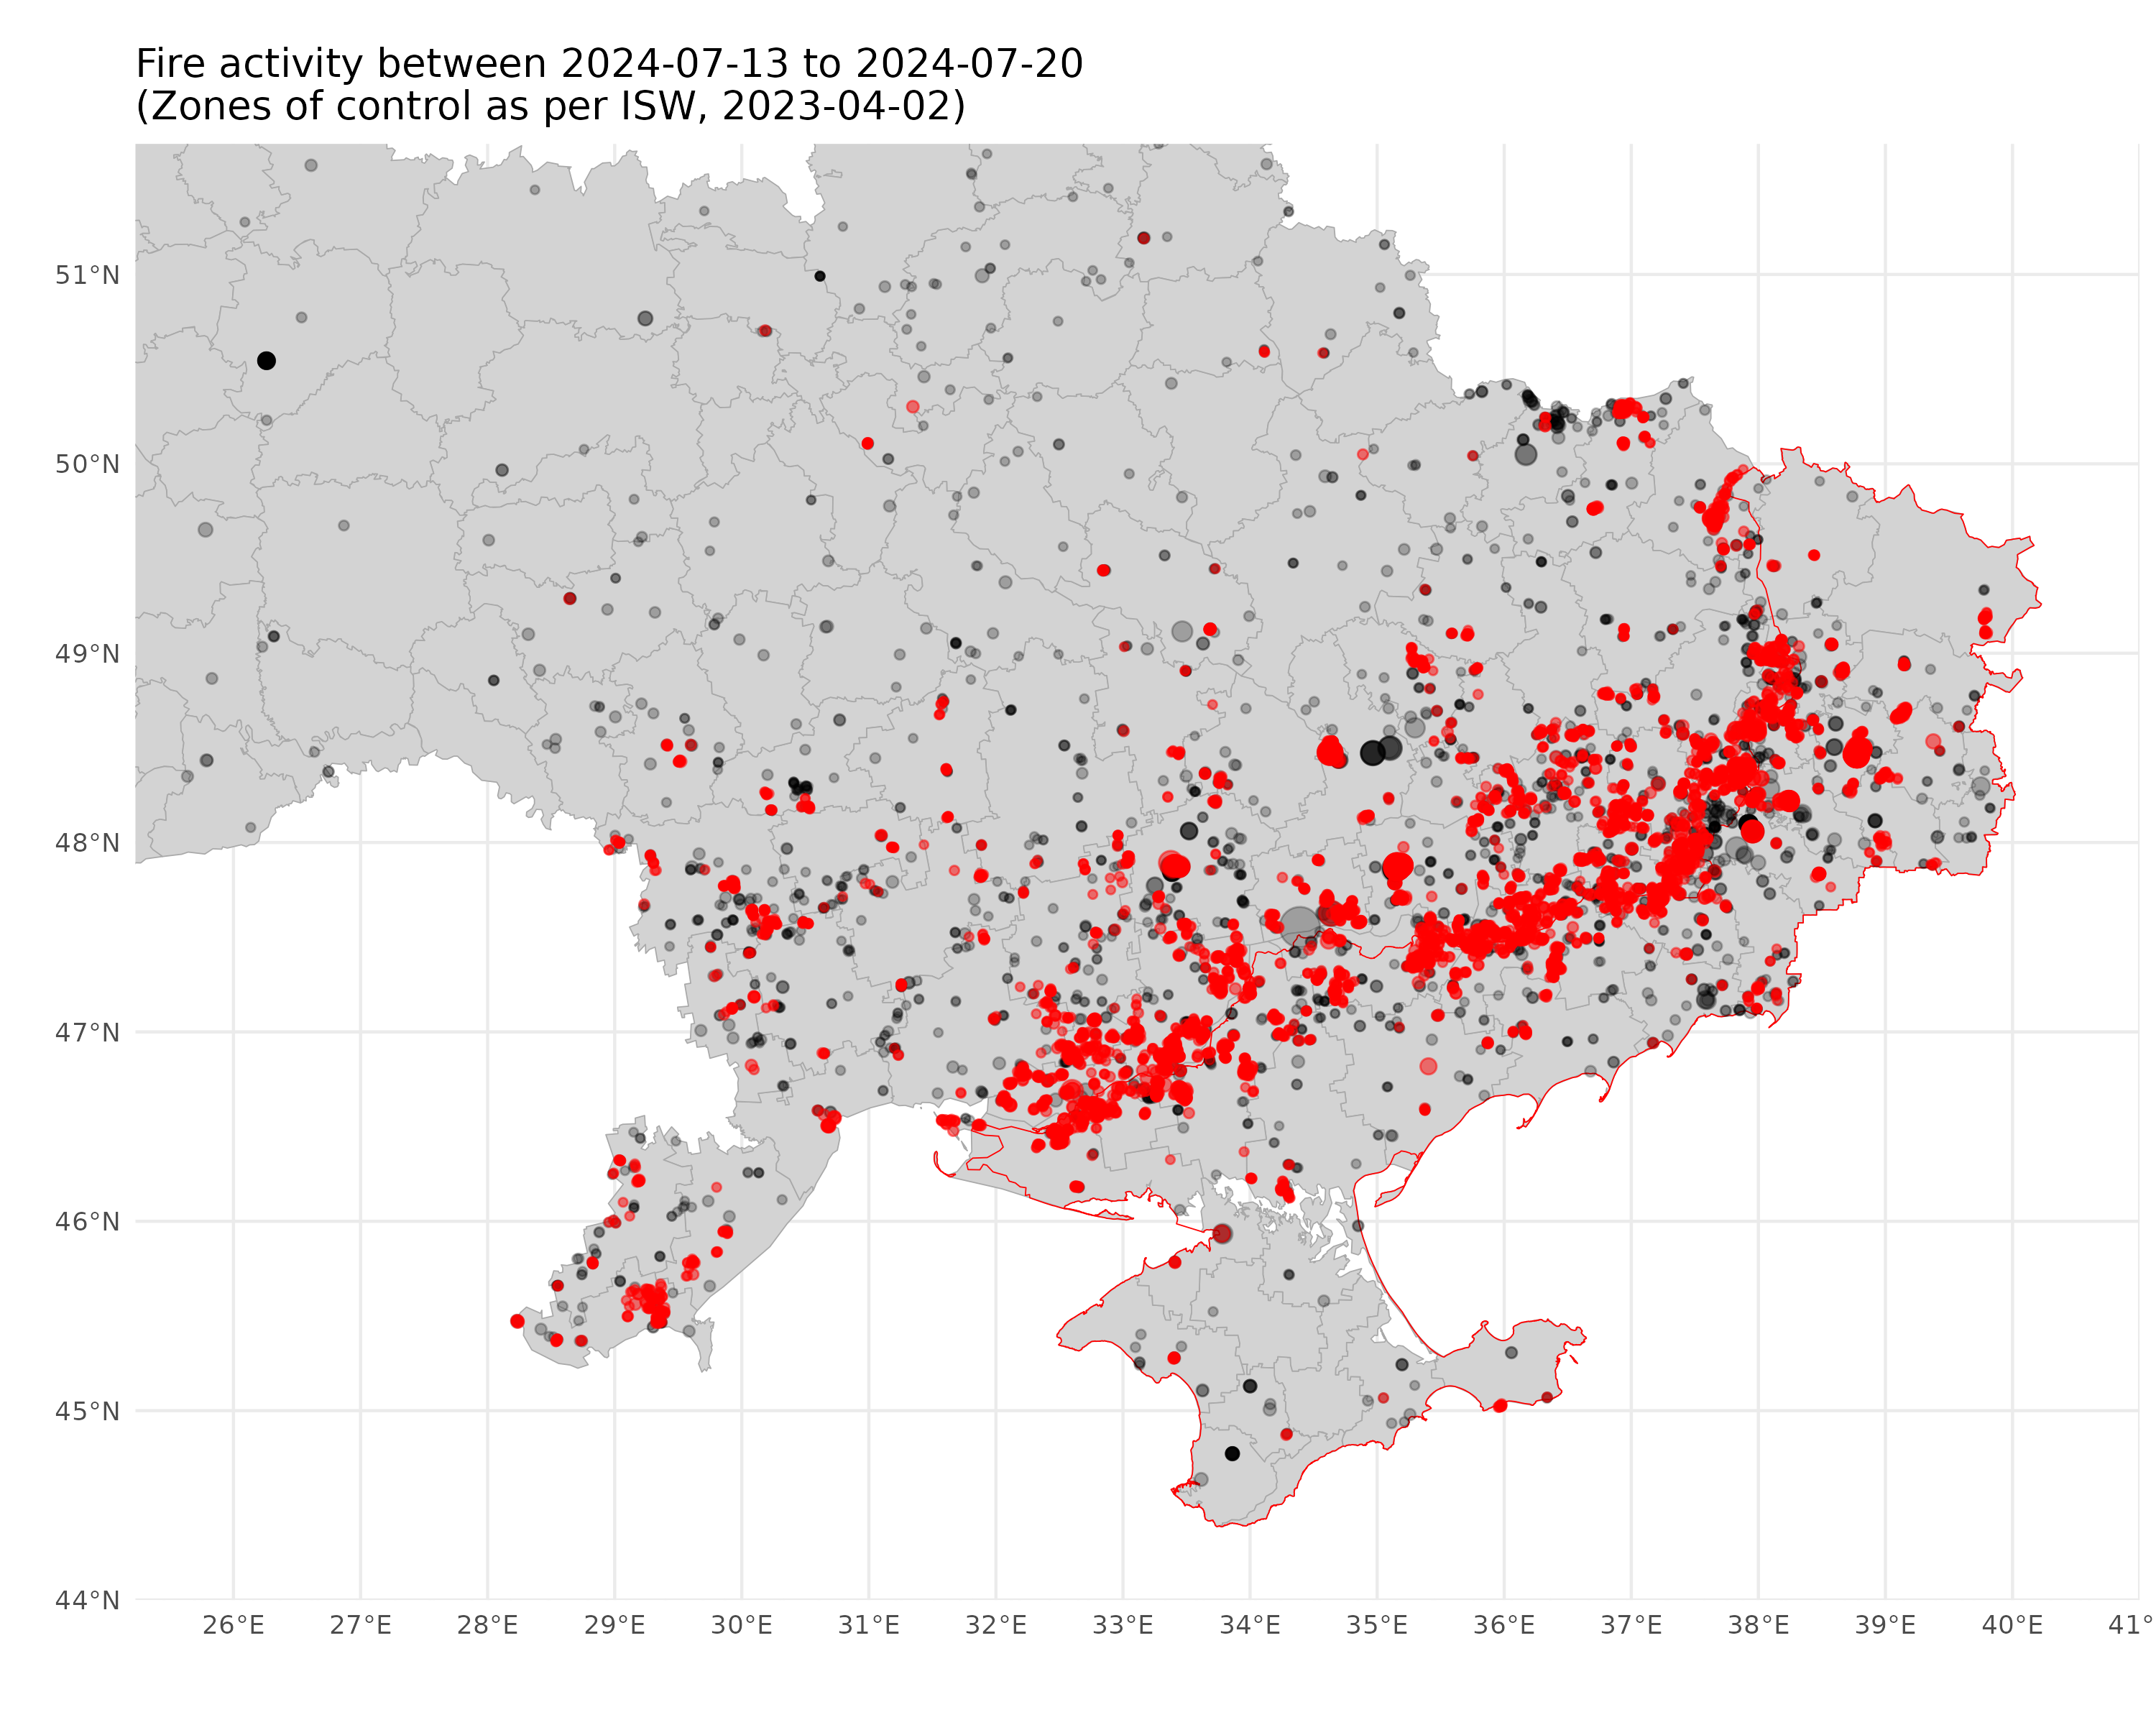 Fire activity between 2024-07-13 to 2024-07-20
(Zones of control as per ISW, 2023-04-02)
51°N
50°N
49°N
48°N
47°N
46°N
45°N
44°N
26°E 27°E 28°E 29°E 30°E 31°E 32°E 33°E 34°E 35°E 36°E 37°E 38°E 39°E 40°E 41°